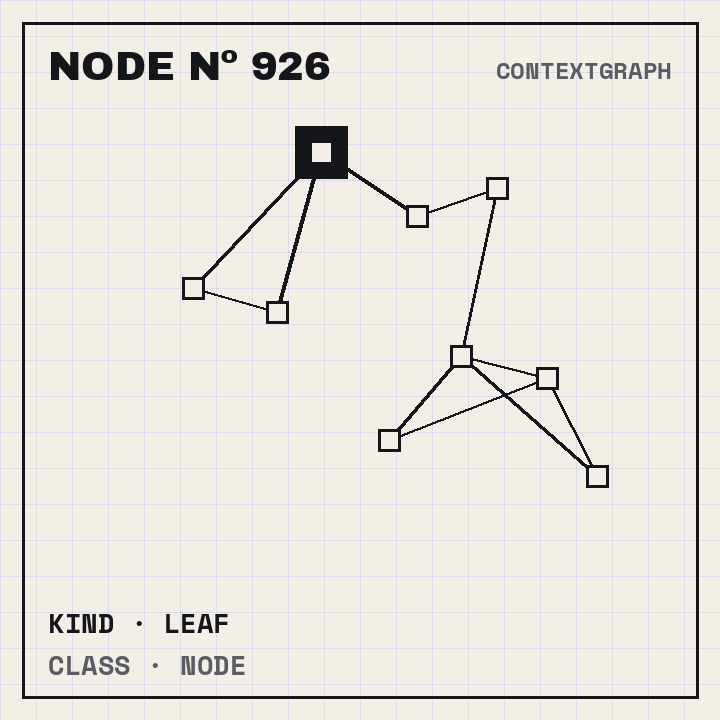 NODE Nº 926
CONTEXTGRAPH
KIND · LEAF
CLASS · NODE